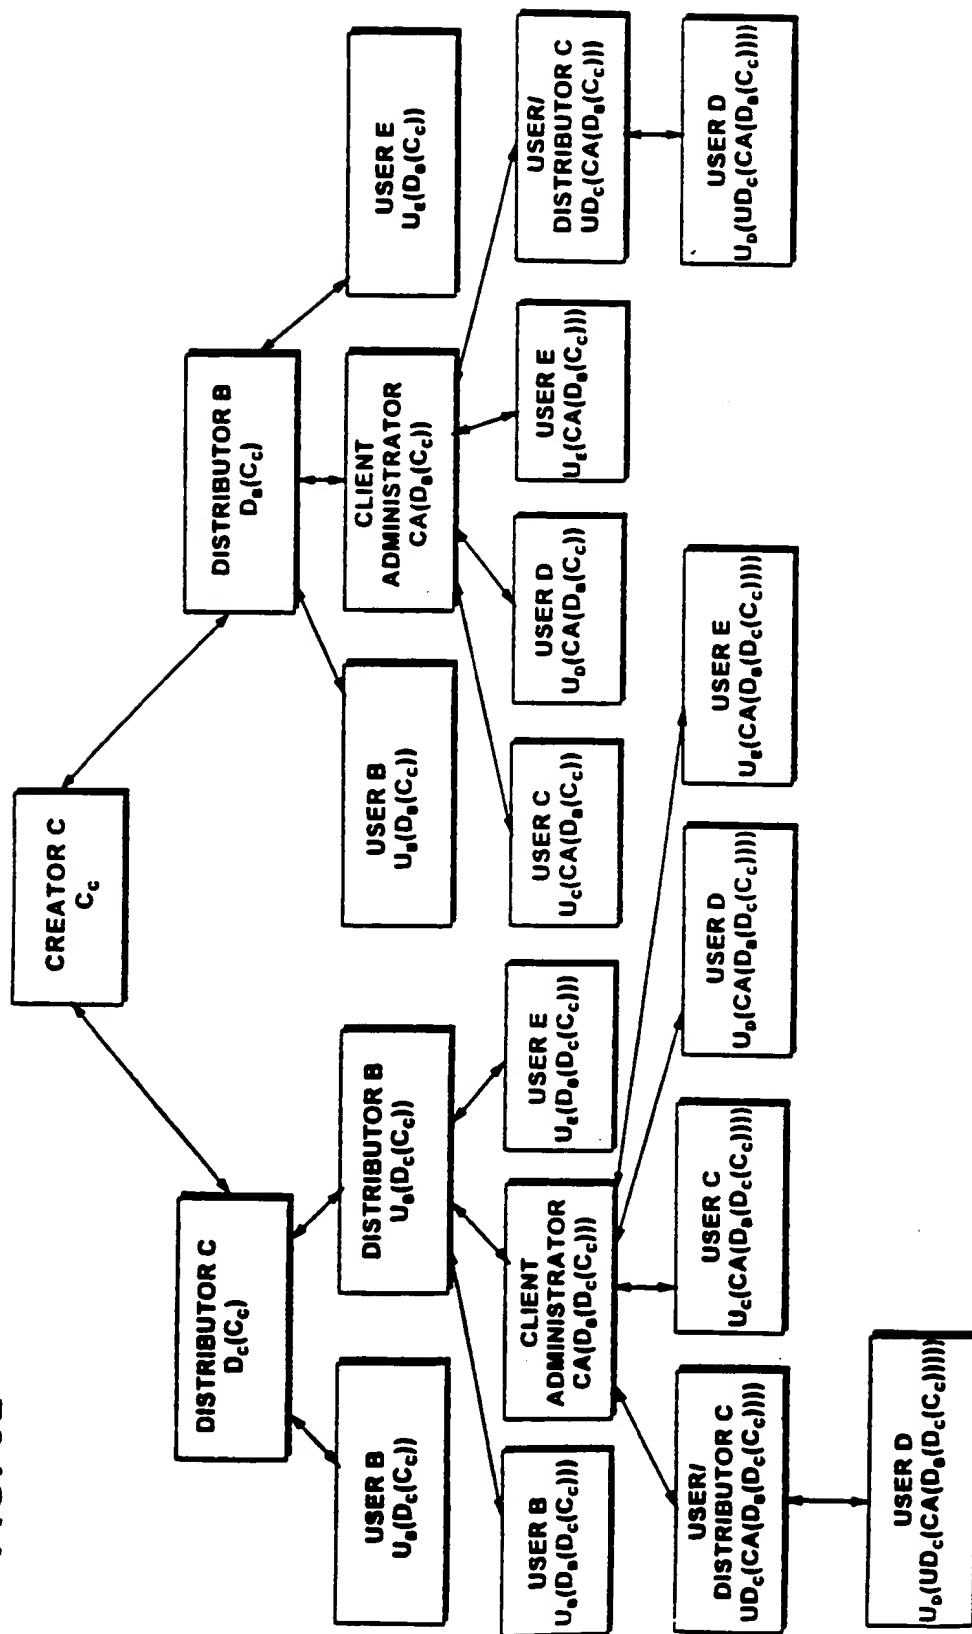 CREATOR C
C_C
DISTRIBUTOR C
D_C(C_C)
DISTRIBUTOR B
D_B(C_C)
USER B
U_B(D_C(C_C))
DISTRIBUTOR B
U_B(D_C(C_C))
USER B
U_B(D_B(C_C))
CLIENT
ADMINISTRATOR
CA(D_B(C_C))
USER E
U_E(D_B(C_C))
USER B
U_B(D_B(D_C(C_C)))
CLIENT
ADMINISTRATOR
CA(D_B(D_C(C_C)))
USER E
U_E(D_B(D_C(C_C)))
USER C
U_C(CA(D_B(C_C))
USER D
U_D(CA(D_B(C_C))
USER E
U_E(CA(D_B(C_C)))
USER/
DISTRIBUTOR C
UD_C(CA(D_B(C_C)))
USER/
DISTRIBUTOR C
UD_C(CA(D_B(D_C(C_C))))
USER C
U_C(CA(D_B(D_C(C_C))))
USER D
U_D(CA(D_B(D_C(C_C))))
USER E
U_E(CA(D_B(D_C(C_C))))
USER D
U_D(UD_C(CA(D_B(C_C))))
USER D
U_D(UD_C(CA(D_B(D_C(C_C)))))